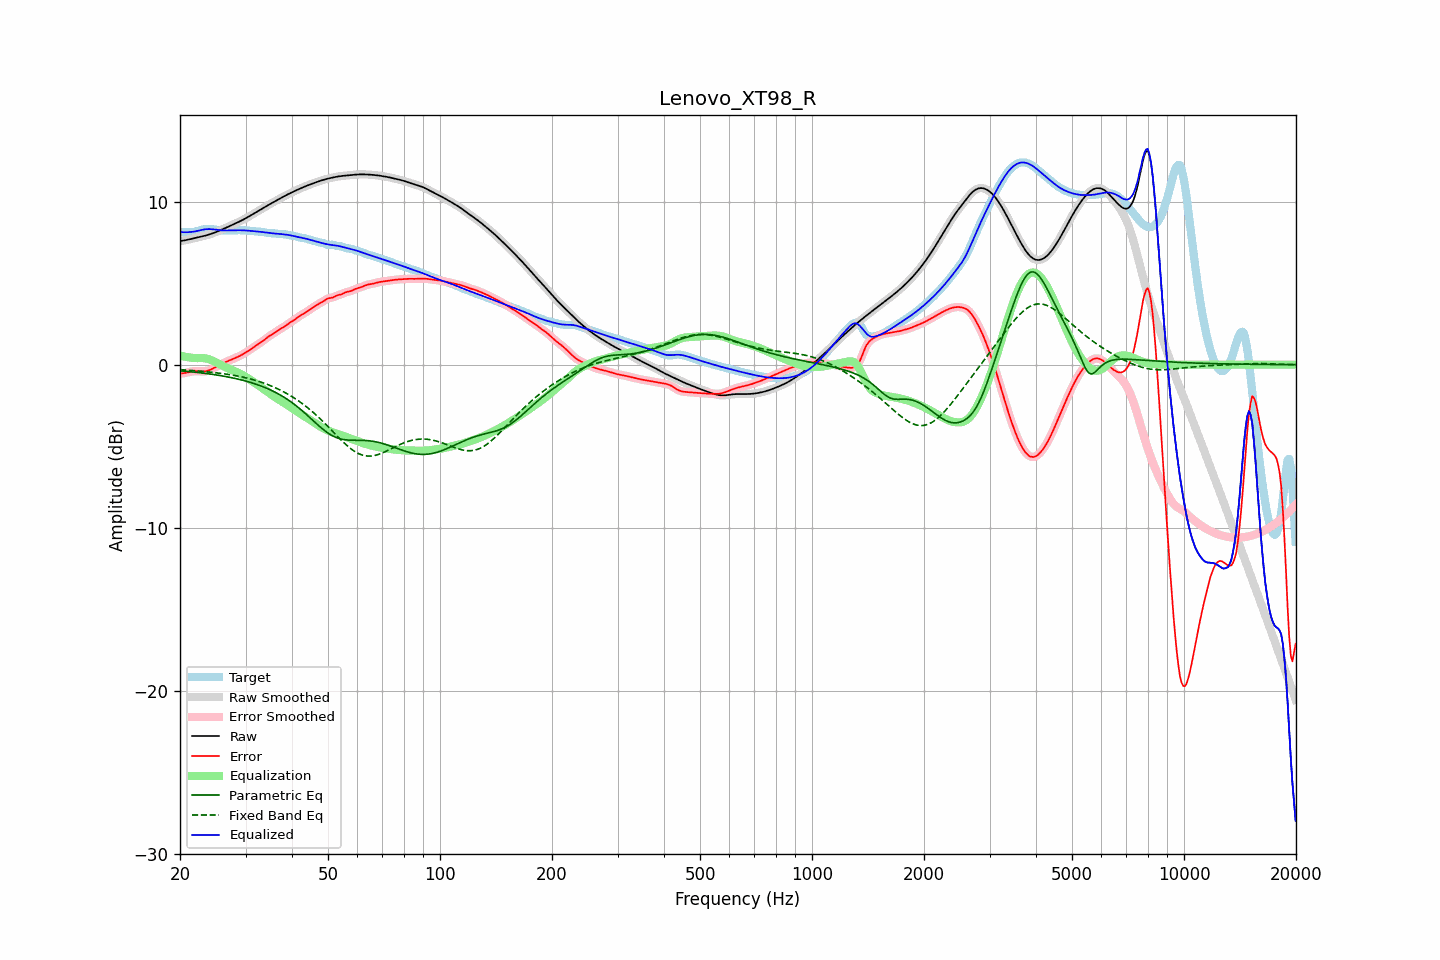 Lenovo_XT98_R
Amplitude (dBr)
10
0
−10
−20
−30
Target
Raw Smoothed
Error Smoothed
Raw
Error
Equalization
Parametric Eq
Fixed Band Eq
Equalized
20 50 100 200 500 1000 2000 5000 10000 20000
Frequency (Hz)